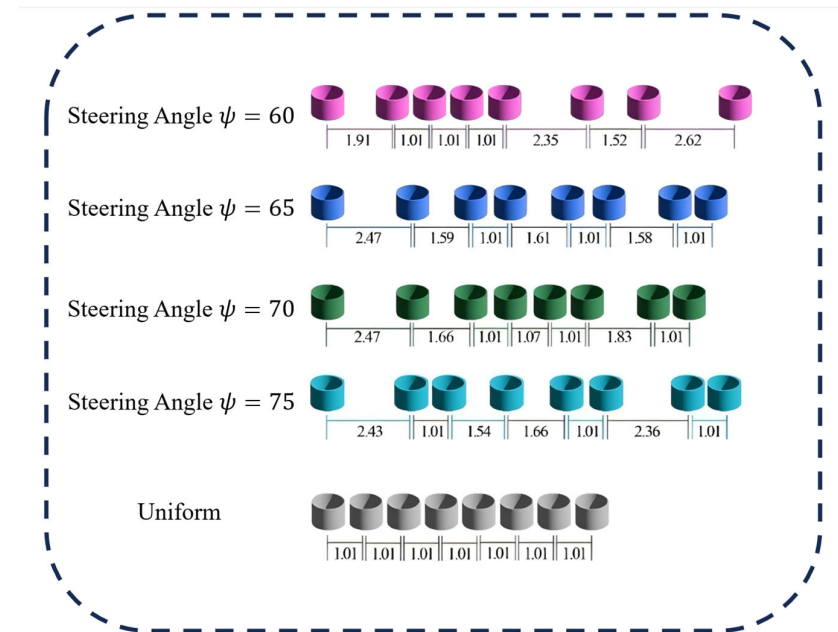 Steering Angle ψ = 60
1.91 1.01 1.01 1.01 2.35 1.52 2.62
Steering Angle ψ = 65
2.47 1.59 1.01 1.61 1.01 1.58 1.01
Steering Angle ψ = 70
2.47 1.66 1.01 1.07 1.01 1.83 1.01
Steering Angle ψ = 75
2.43 1.01 1.54 1.66 1.01 2.36 1.01
Uniform
1.01 1.01 1.01 1.01 1.01 1.01 1.01